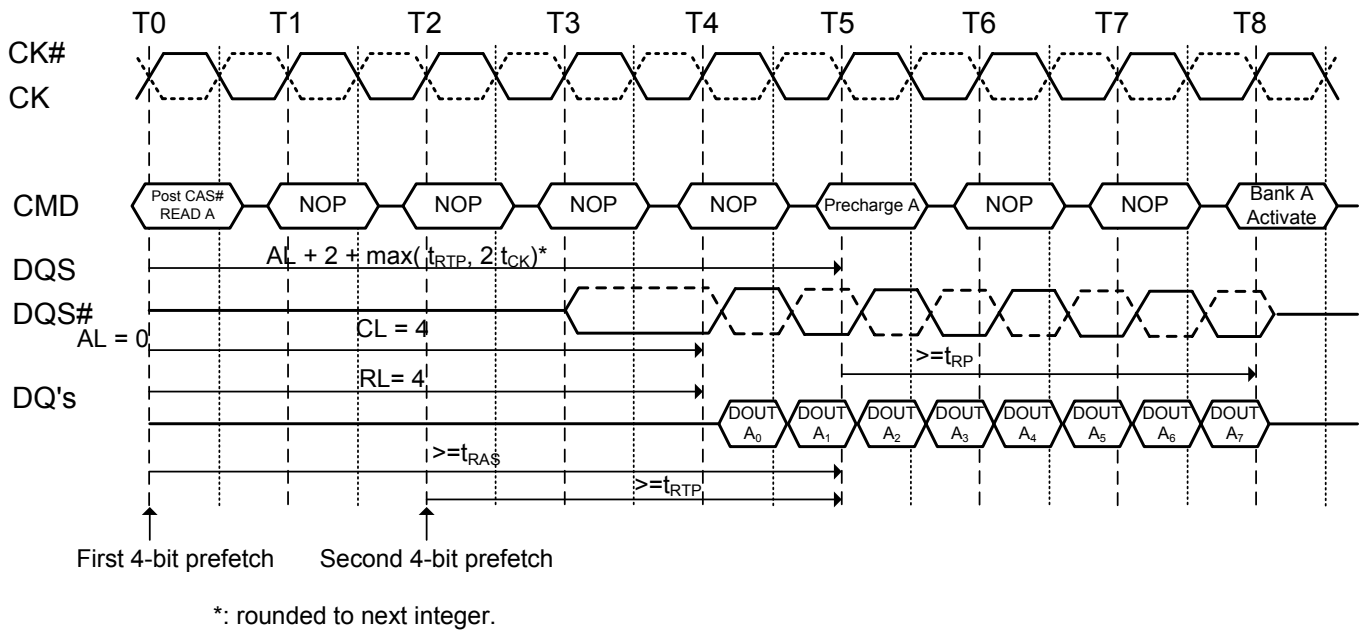 T0 T1 T2 T3 T4 T5 T6 T7 T8
CK#
CK
CMD
Post CAS#
READ A
NOP
NOP
NOP
NOP
Precharge A
NOP
NOP
Bank A
Activate
DQS
AL + 2 + max( tRTP, 2 tCK)*
DQS#
AL = 0
CL = 4
>=tRP
RL= 4
DQ's
DOUT
A0
DOUT
A1
DOUT
A2
DOUT
A3
DOUT
A4
DOUT
A5
DOUT
A6
DOUT
A7
>=tRAS
>=tRTP
First 4-bit prefetch
Second 4-bit prefetch
*: rounded to next integer.